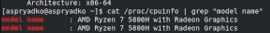 Architecture: x86-64
[aspryadko@aspryadko ~]$ cat /proc/cpuinfo | grep "model name"
model name : AMD Ryzen 7 5800H with Radeon Graphics
model name : AMD Ryzen 7 5800H with Radeon Graphics